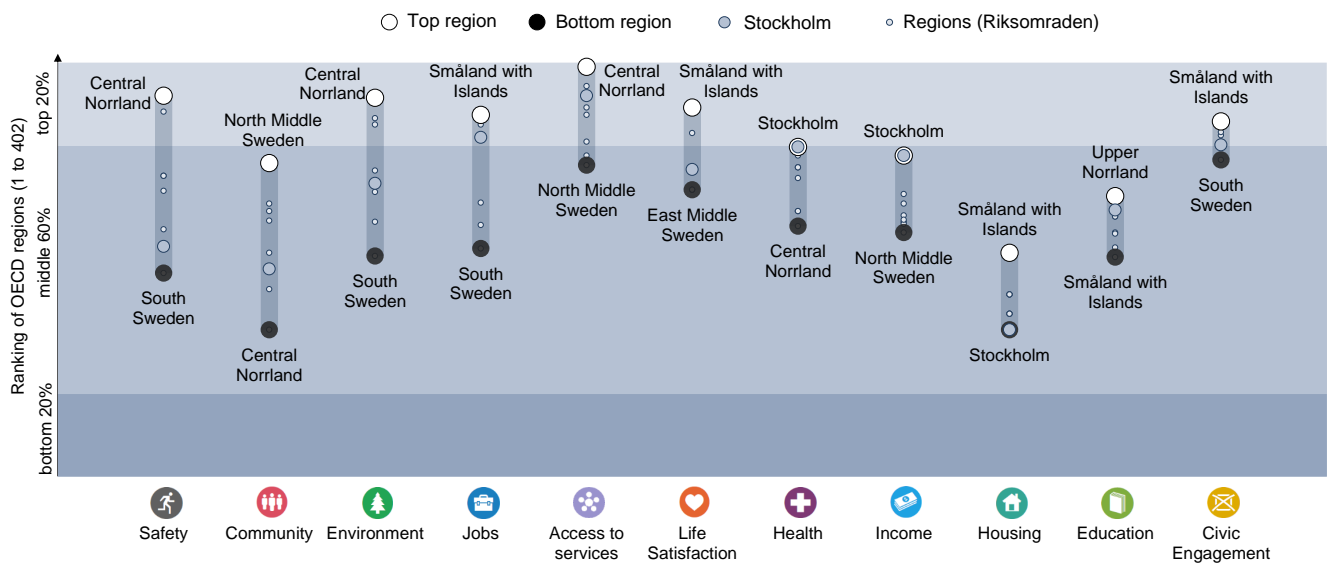 Top region
Bottom region
Stockholm
Regions (Riksomraden)
Ranking of OECD regions (1 to 402)
top 20%
middle 60%
bottom 20%
Central
Norrland
South
Sweden
North Middle
Sweden
Central
Norrland
Central
Norrland
South
Sweden
Småland with
Islands
South
Sweden
Central
Norrland
North Middle
Sweden
Småland with
Islands
East Middle
Sweden
Stockholm
Central
Norrland
Stockholm
North Middle
Sweden
Småland with
Islands
Stockholm
Upper
Norrland
Småland with
Islands
Småland with
Islands
South
Sweden
Safety
Community
Environment
Jobs
Access to
services
Life
Satisfaction
Health
Income
Housing
Education
Civic
Engagement